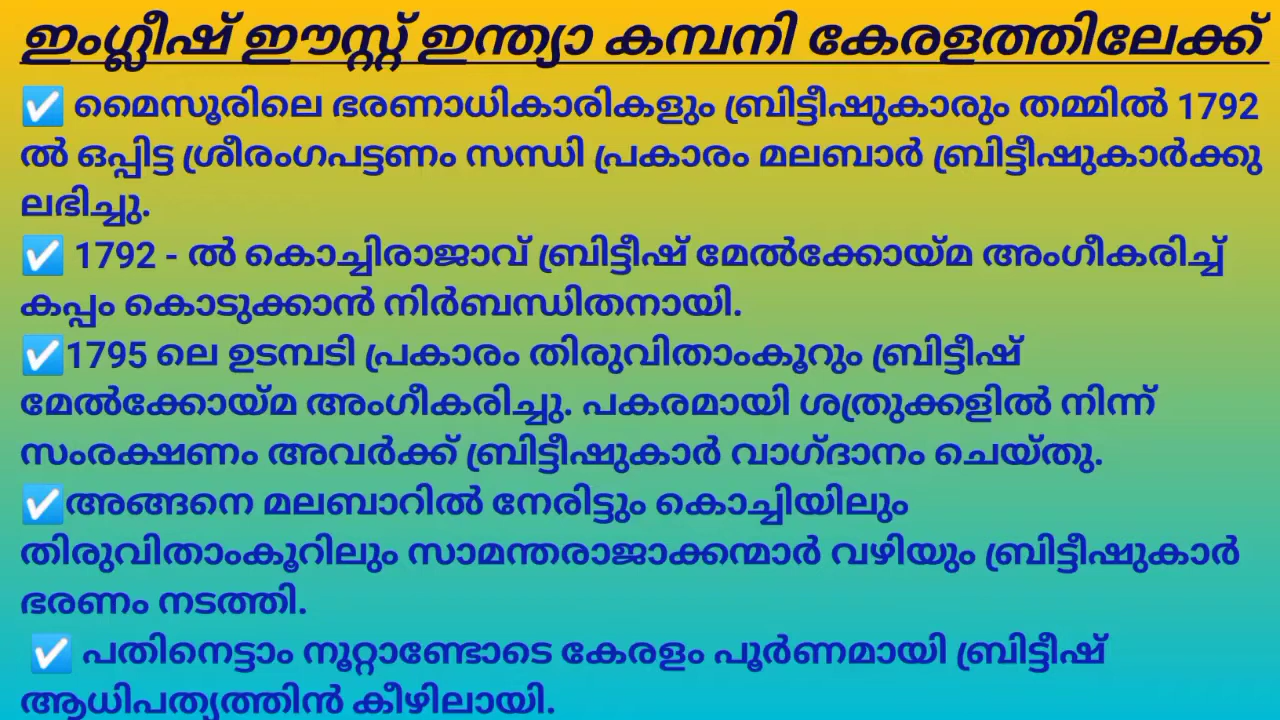 ഇംഗ്ലീഷ് ഈസ്റ്റ് ഇന്ത്യാ കമ്പനി കേരളത്തിലേക്ക്
☑ മൈസൂരിലെ ഭരണാധികാരികളും ബ്രിട്ടീഷുകാരും തമ്മിൽ 1792
ൽ ഒപ്പിട്ട ശ്രീരംഗപട്ടണം സന്ധി പ്രകാരം മലബാർ ബ്രിട്ടീഷുകാർക്കു
ലഭിച്ചു.
☑ 1792 - ൽ കൊച്ചിരാജാവ് ബ്രിട്ടീഷ് മേൽക്കോയ്മ അംഗീകരിച്ച്
കപ്പം കൊടുക്കാൻ നിർബന്ധിതനായി.
☑1795 ലെ ഉടമ്പടി പ്രകാരം തിരുവിതാംകൂറും ബ്രിട്ടീഷ്
മേൽക്കോയ്മ അംഗീകരിച്ചു. പകരമായി ശത്രുക്കളിൽ നിന്ന്
സംരക്ഷണം അവർക്ക് ബ്രിട്ടീഷുകാർ വാഗ്ദാനം ചെയ്തു.
☑അങ്ങനെ മലബാറിൽ നേരിട്ടും കൊച്ചിയിലും
തിരുവിതാംകൂറിലും സാമന്തരാജാക്കന്മാർ വഴിയും ബ്രിട്ടീഷുകാർ
ഭരണം നടത്തി.
☑ പതിനെട്ടാം നൂറ്റാണ്ടോടെ കേരളം പൂർണമായി ബ്രിട്ടീഷ്
ആധിപത്യത്തിൻ കീഴിലായി.